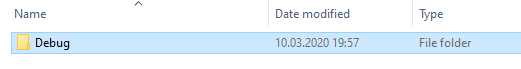 Name Date modified Type
Debug 10.03.2020 19:57 File folder